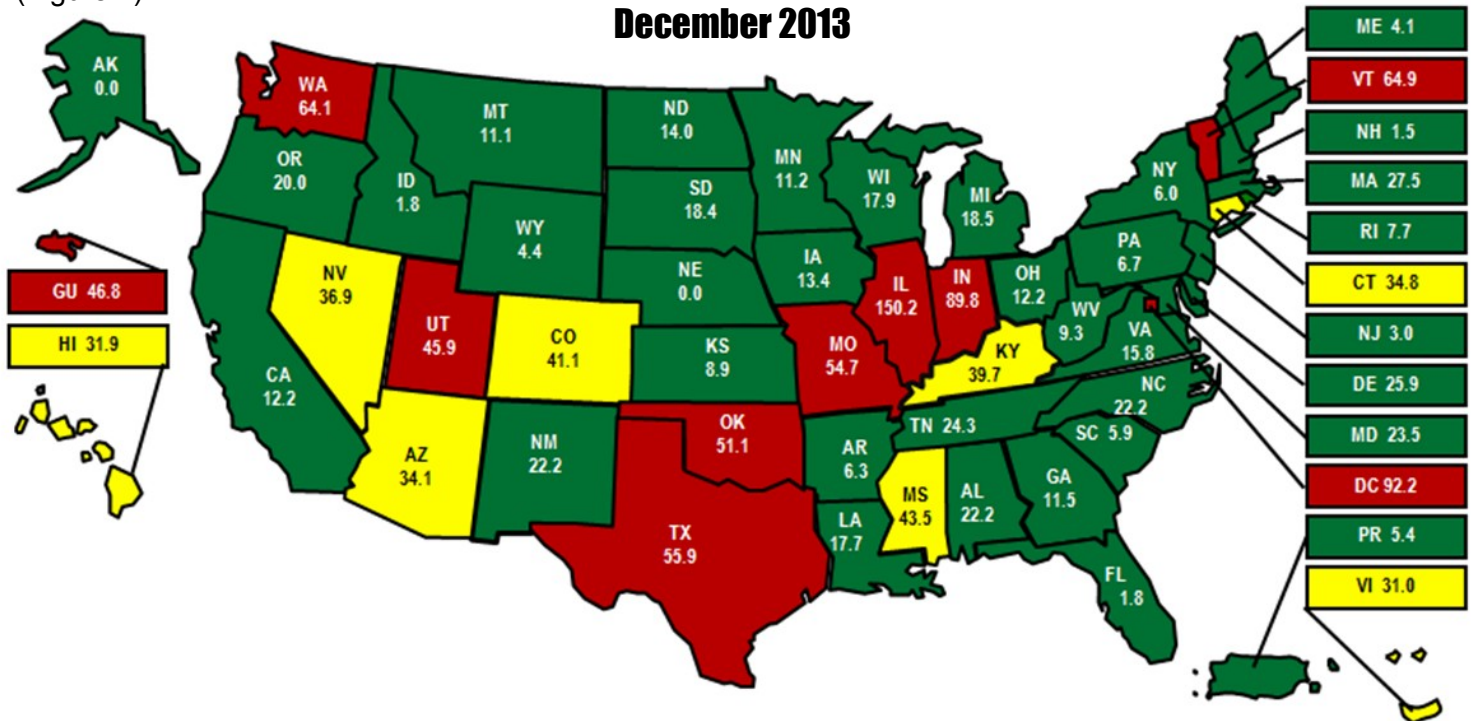 December 2013
AK
0.0
WA
64.1
MT
11.1
ND
14.0
MN
11.2
OR
20.0
ID
1.8
SD
18.4
WI
17.9
MI
18.5
NY
6.0
WY
4.4
PA
6.7
NV
36.9
NE
0.0
IA
13.4
IL
150.2
IN
89.8
OH
12.2
WV
9.3
VA
15.8
UT
45.9
CO
41.1
KS
8.9
MO
54.7
KY
39.7
CA
12.2
NC
22.2
TN 24.3
SC 5.9
AZ
34.1
NM
22.2
OK
51.1
AR
6.3
MS
43.5
AL
22.2
GA
11.5
TX
55.9
LA
17.7
FL
1.8
GU 46.8
HI 31.9
ME 4.1
VT 64.9
NH 1.5
MA 27.5
RI 7.7
CT 34.8
NJ 3.0
DE 25.9
MD 23.5
DC 92.2
PR 5.4
VI 31.0